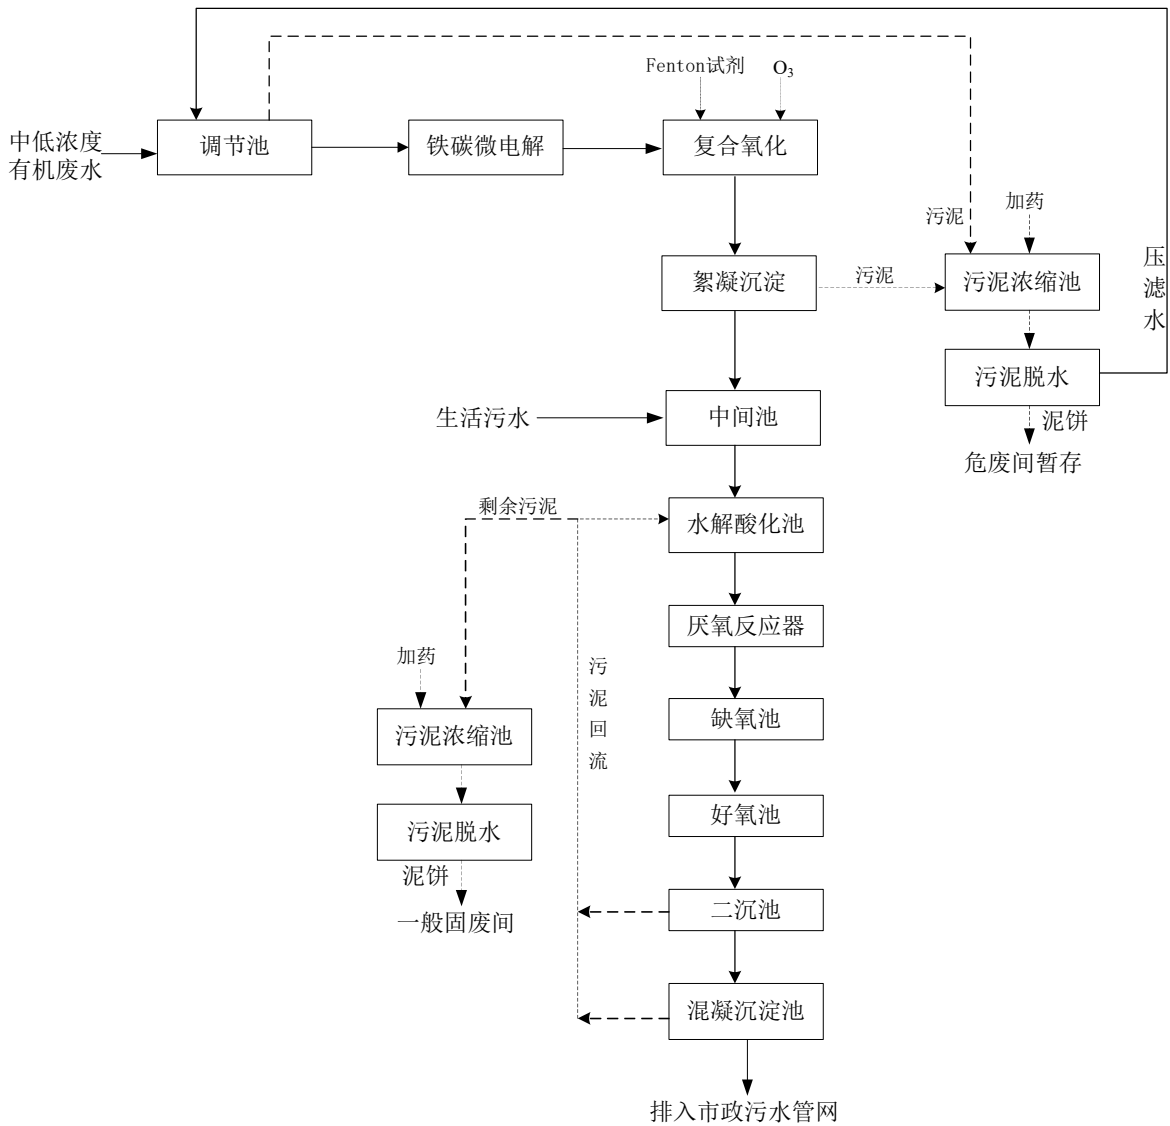 Fenton试剂
O₃
中低浓度
有机废水
调节池
铁碳微电解
复合氧化
污泥
加药
压
滤
水
絮凝沉淀
污泥
污泥浓缩池
污泥脱水
泥饼
危废间暂存
生活污水
中间池
剩余污泥
水解酸化池
厌氧反应器
加药
污
泥
回
流
污泥浓缩池
缺氧池
污泥脱水
好氧池
泥饼
一般固废间
二沉池
混凝沉淀池
排入市政污水管网